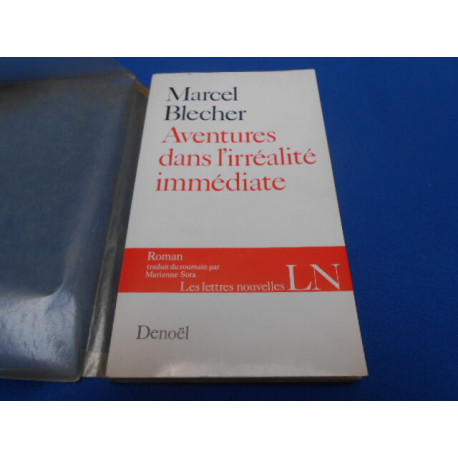 Marcel
Blecher
Aventures
dans l'irréalité
immédiate
Roman
traduit du roumain par
Marianne Sora
Les lettres nouvelles LN
Denoël